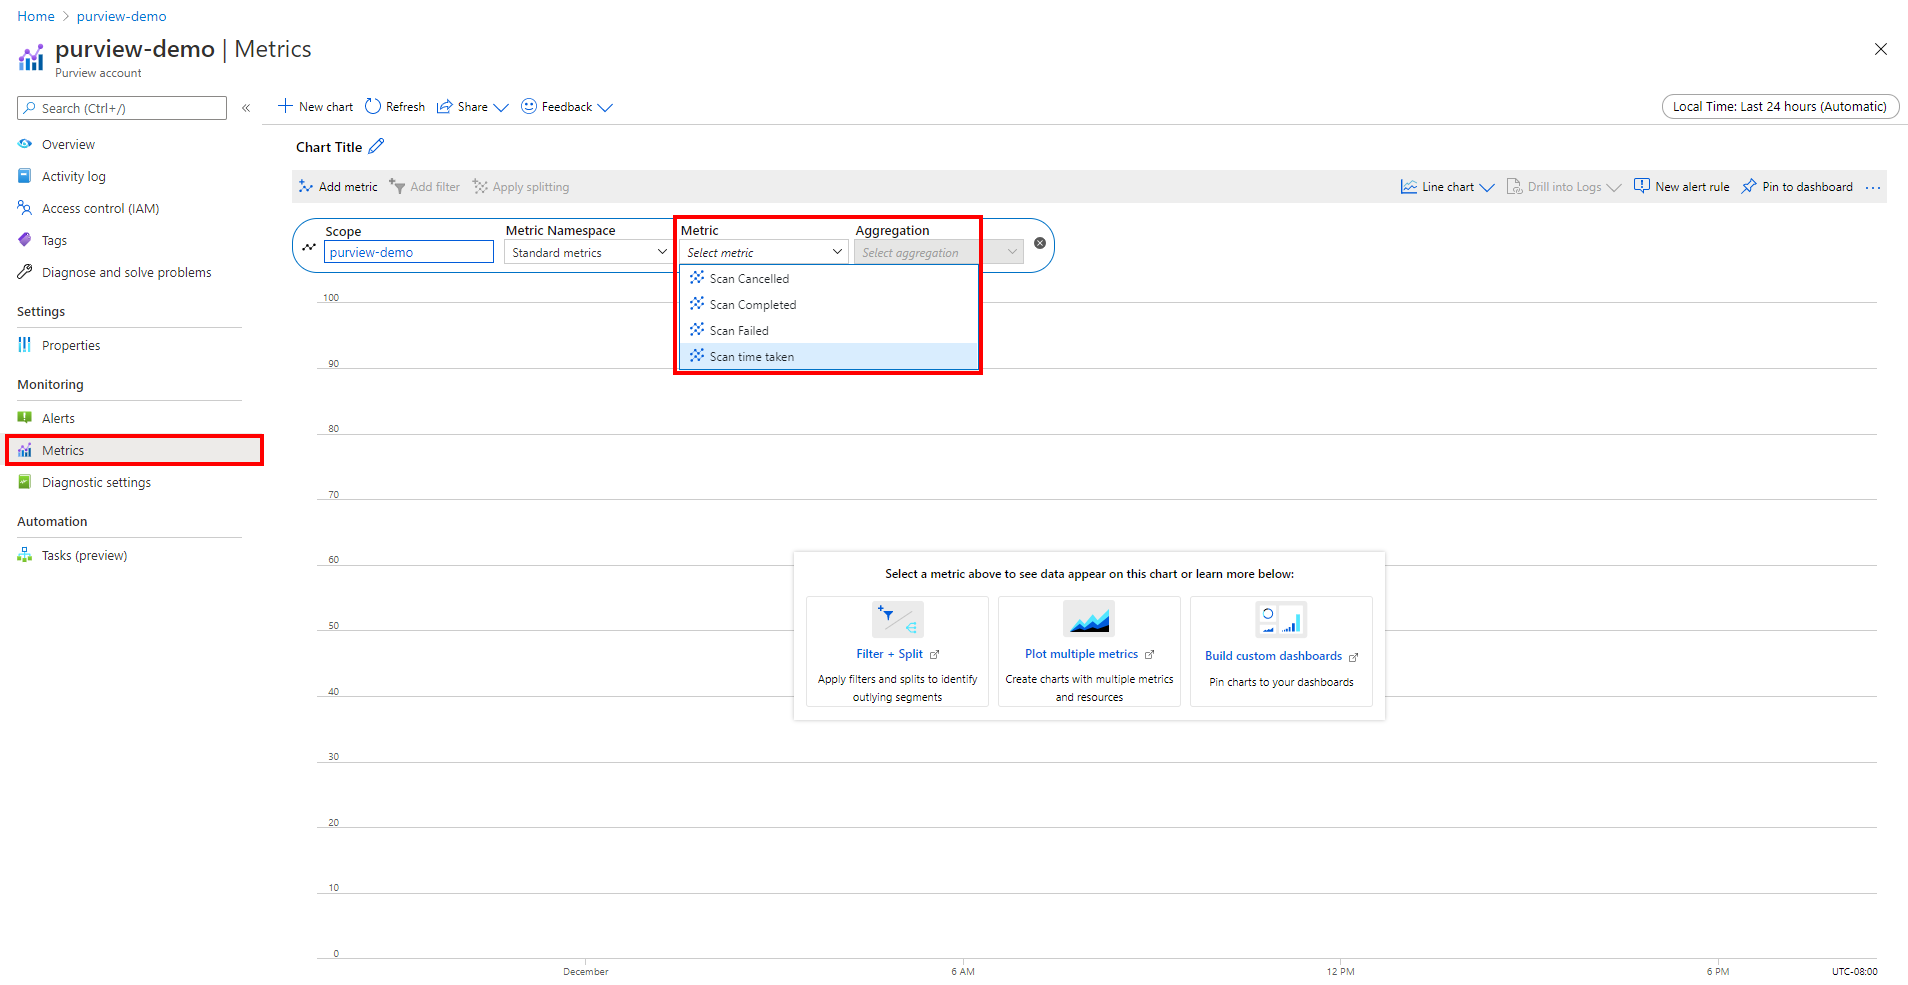 Home > purview-demo
purview-demo | Metrics
Purview account
Search (Ctrl+/)
«
Overview
Activity log
Access control (IAM)
Tags
Diagnose and solve problems
Settings
Properties
Monitoring
Alerts
Metrics
Diagnostic settings
Automation
Tasks (preview)
New chart Refresh Share Feedback
Local Time: Last 24 hours (Automatic)
Chart Title
Add metric Add filter Apply splitting
Line chart Drill into Logs New alert rule Pin to dashboard ...
Scope Metric Namespace Metric Aggregation
purview-demo Standard metrics Select metric Select aggregation
Scan Cancelled
Scan Completed
Scan Failed
Scan time taken
100
90
80
70
60
50
40
30
20
10
0
Select a metric above to see data appear on this chart or learn more below:
Filter + Split
Apply filters and splits to identify
outlying segments
Plot multiple metrics
Create charts with multiple metrics
and resources
Build custom dashboards
Pin charts to your dashboards
December 6 AM 12 PM 6 PM UTC-08:00